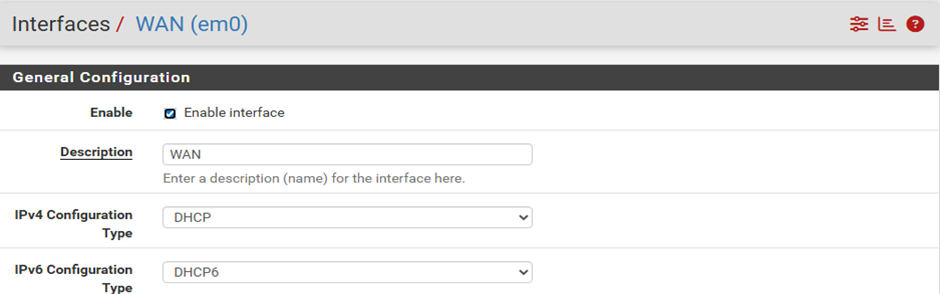 Interfaces / WAN (em0)
General Configuration
Enable
Enable interface
Description
WAN
Enter a description (name) for the interface here.
IPv4 Configuration
Type
DHCP
IPv6 Configuration
Type
DHCP6